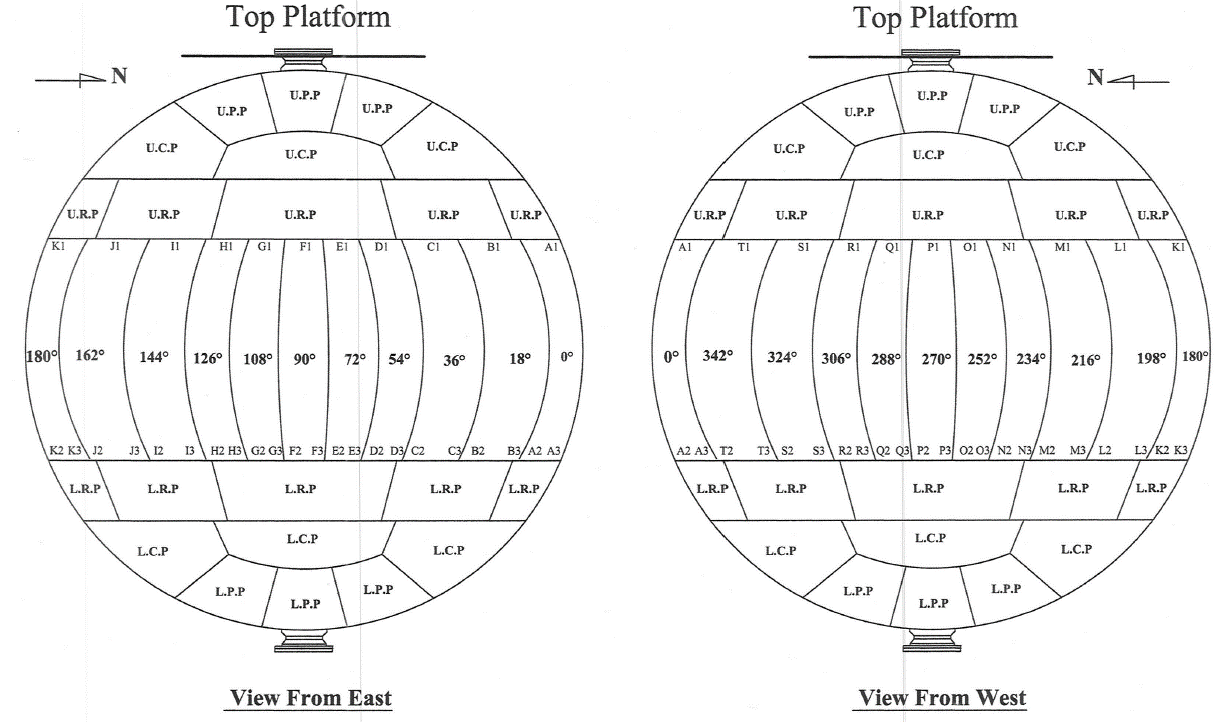 Top Platform
Top Platform
N
N
U.P.P
U.P.P
U.P.P
U.P.P
U.P.P
U.P.P
U.C.P
U.C.P
U.C.P
U.C.P
U.C.P
U.C.P
U.R.P
U.R.P
U.R.P
U.R.P
U.R.P
U.R.P
U.R.P
U.R.P
U.R.P
U.R.P
K1 J1 I1 H1 G1 F1 E1 D1 C1 B1 A1
A1 T1 S1 R1 Q1 P1 O1 N1 M1 L1 K1
180° 162° 144° 126° 108° 90° 72° 54° 36° 18° 0°
0° 342° 324° 306° 288° 270° 252° 234° 216° 198° 180°
K2 K3 J2 J3 I2 I3 H2 H3 G2 G3 F2 F3 E2 E3 D2 D3 C2 C3 B2 B3 A2 A3
A2 A3 T2 T3 S2 S3 R2 R3 Q2 Q3 P2 P3 O2 O3 N2 N3 M2 M3 L2 L3 K2 K3
L.R.P
L.R.P
L.R.P
L.R.P
L.R.P
L.R.P
L.R.P
L.R.P
L.R.P
L.R.P
L.C.P
L.C.P
L.C.P
L.C.P
L.C.P
L.C.P
L.P.P
L.P.P
L.P.P
L.P.P
L.P.P
L.P.P
View From East
View From West